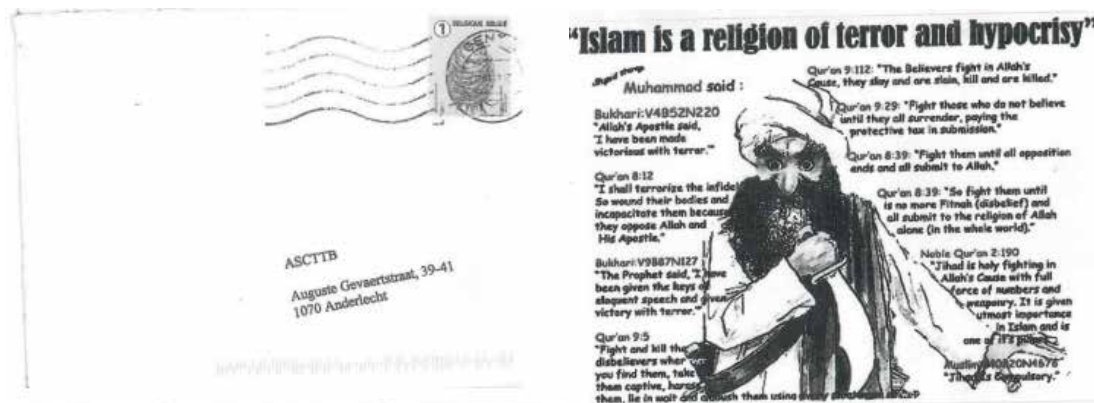 ① BELGIQUE BELGIË
ASCTTB
Auguste Gevaertstraat, 39-41
1070 Anderlecht
"Islam is a religion of terror and hypocrisy"
Muhammad said :
Bukhari:V4B52N220
"Allah's Apostle said,
'I have been made
victorious with terror.'"
Qur'an 8:12
"I shall terrorize the infidel
So wound their bodies and
incapacitate them because
they oppose Allah and
His Apostle."
Bukhari:V9B87N127
"The Prophet said, 'I have
been given the keys of
eloquent speech and given
victory with terror.'"
Qur'an 9:5
"Fight and kill the
disbelievers wher
you find them, take
them captive, harass
them, lie in wait and ambush them using every
Qur'an 9:112: "The Believers fight in Allah's
Cause, they slay and are slain, kill and are killed."
Qur'an 9:29: "Fight those who do not believe
until they all surrender, paying the
protective tax in submission."
Qur'an 8:39: "Fight them until all opposition
ends and all submit to Allah."
Qur'an 8:39: "So fight them until
is no more Fitnah (disbelief) and
all submit to the religion of Allah
alone (in the whole world)."
Noble Qur'an 2:190
"Jihad is holy fighting in
Allah's Cause with full
force of numbers and
weaponry. It is given
utmost importance
in Islam and is
one of it's
"Jihad is Compulsory."